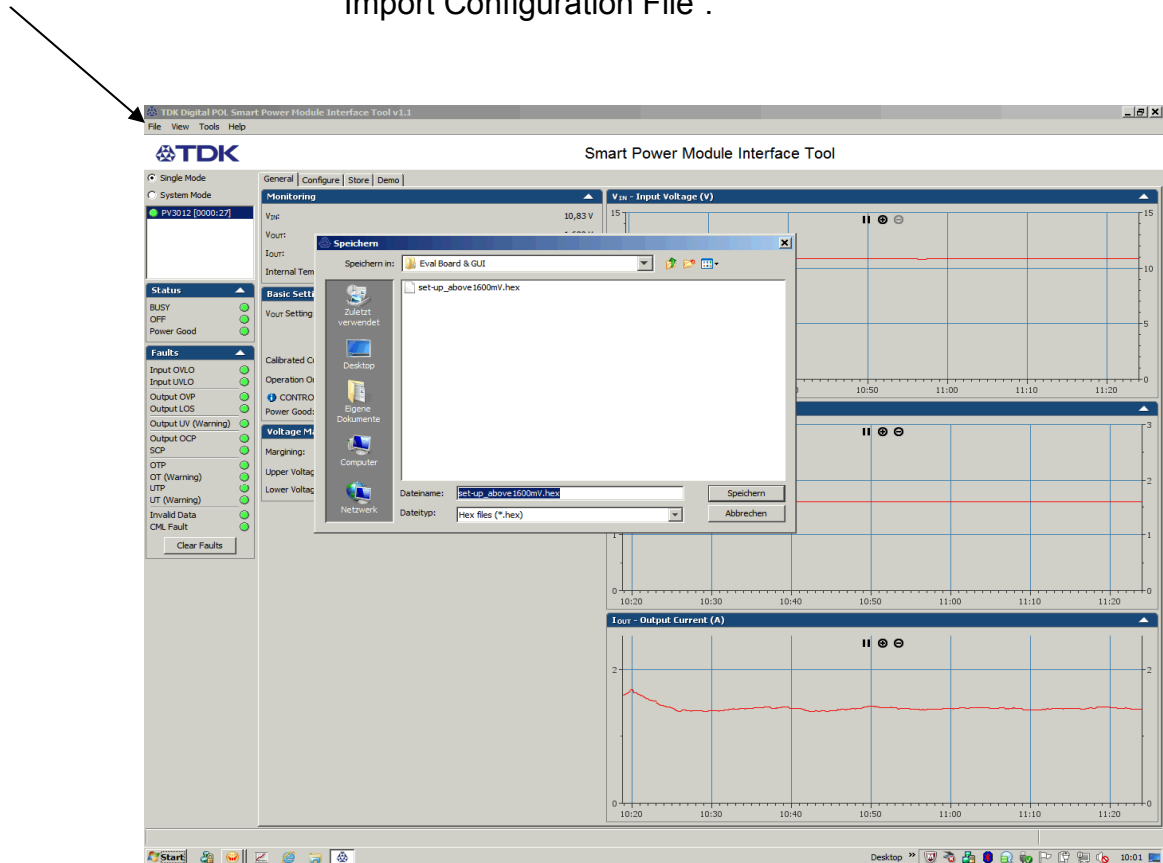 Import Configuration File".
TDK Digital POL Smart Power Module Interface Tool v1.1
File View Tools Help
TDK
Smart Power Module Interface Tool
Single Mode
System Mode
PV3012 [0000:27]
General Configure Store Demo
Status
BUSY
OFF
Power Good
Faults
Input OVLO
Input UVLO
Output OVP
Output LOS
Output UV (Warning)
Output OCP
SCP
OTP
OT (Warning)
UTP
UT (Warning)
Invalid Data
CML Fault
Clear Faults
Monitoring
VIN: 10,83 V
VOUT:
IOUT:
Internal Tem
Basic Setti
VOUT Setting
Calibrated
Operation
CONTRO
Power Good:
Voltage
Margining:
Upper Voltag
Lower Voltag
Speichern
Speichern in: Eval Board & GUI
set-up_above1600mV.hex
Zuletzt
verwendet
Desktop
Eigene
Dokumente
Computer
Netzwerk
Dateiname: set-up_above1600mV.hex Speichern
Dateityp: Hex files (*.hex) Abbrechen
VIN - Input Voltage (V)
15 15
10
5
0
10:50 11:00 11:10 11:20
3
2
1 1
0 0
10:20 10:30 10:40 10:50 11:00 11:10 11:20
IOUT - Output Current (A)
2 2
0 0
10:20 10:30 10:40 10:50 11:00 11:10 11:20
Start Desktop » 10:01